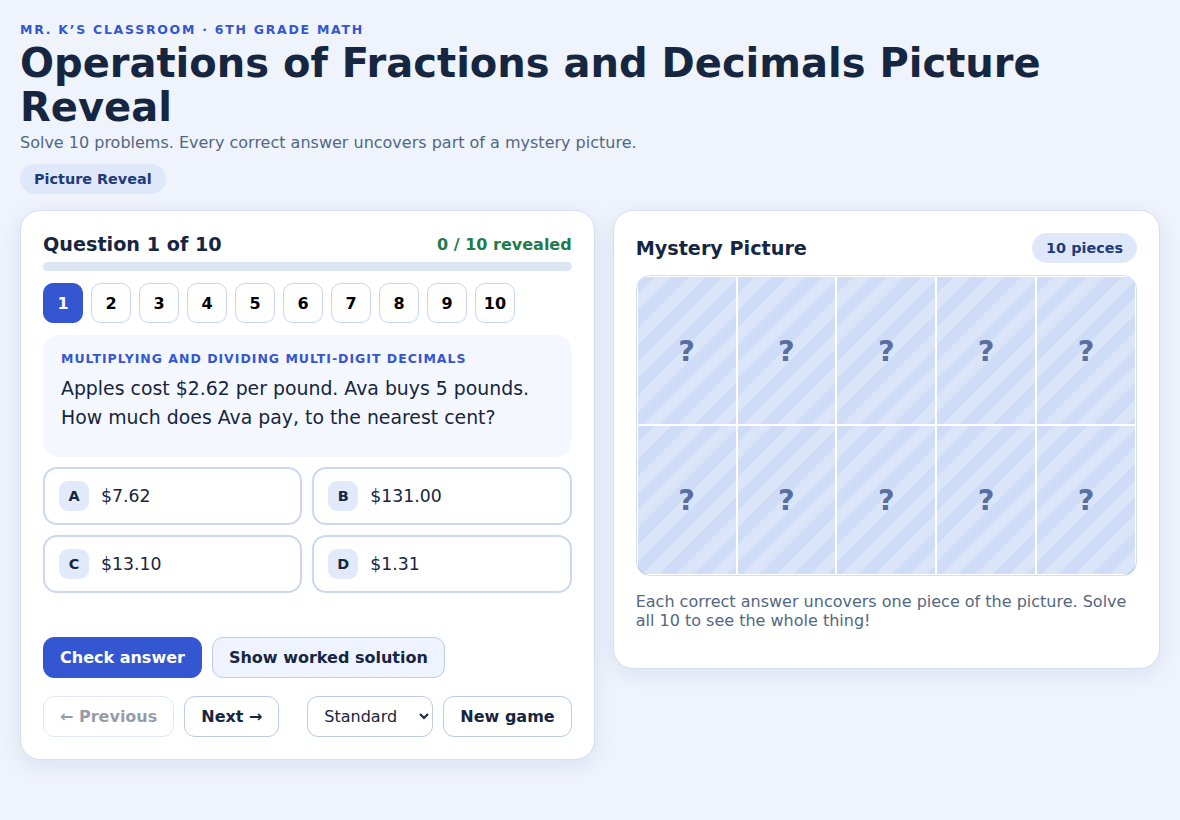 MR. K’S CLASSROOM · 6TH GRADE MATH
Operations of Fractions and Decimals Picture
Reveal
Solve 10 problems. Every correct answer uncovers part of a mystery picture.
Picture Reveal
Question 1 of 10
0 / 10 revealed
1 2 3 4 5 6 7 8 9 10
MULTIPLYING AND DIVIDING MULTI-DIGIT DECIMALS
Apples cost $2.62 per pound. Ava buys 5 pounds.
How much does Ava pay, to the nearest cent?
A $7.62
B $131.00
C $13.10
D $1.31
Check answer
Show worked solution
← Previous
Next →
Standard
New game
Mystery Picture
10 pieces
? ? ? ? ?
? ? ? ? ?
Each correct answer uncovers one piece of the picture. Solve
all 10 to see the whole thing!